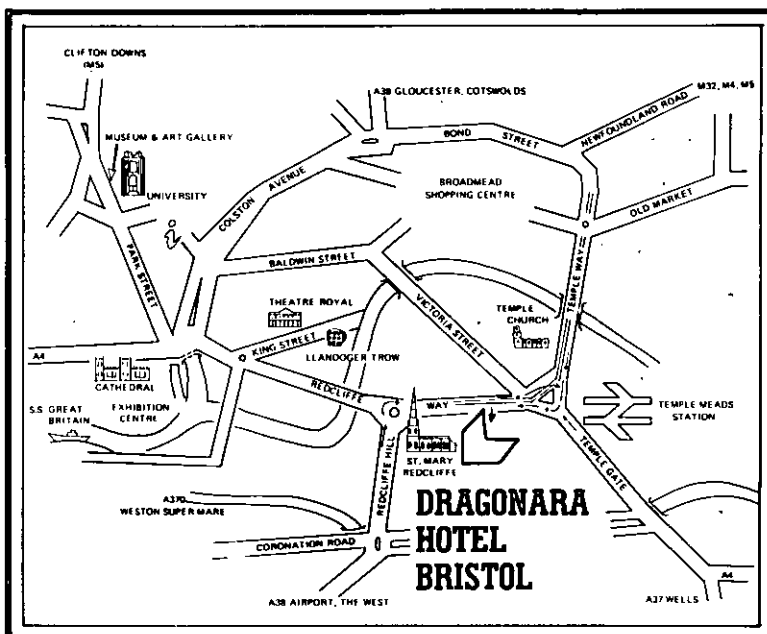 CLIFTON DOWNS
(M5)
A38 GLOUCESTER, COTSWOLDS
M32, M4, M5
NEWFOUNDLAND ROAD
BOND STREET
MUSEUM & ART GALLERY
UNIVERSITY
COLSTON AVENUE
BROADMEAD
SHOPPING CENTRE
OLD MARKET
PARK STREET
BALDWIN STREET
TEMPLE WAY
THEATRE ROYAL
KING STREET
VICTORIA STREET
TEMPLE
CHURCH
LLANDOGER TROW
A4
CATHEDRAL
REDCLIFFE WAY
TEMPLE MEADS
STATION
S.S. GREAT
BRITAIN
EXHIBITION
CENTRE
ST. MARY
REDCLIFFE
REDCLIFFE HILL
TEMPLE GATE
A370
WESTON SUPER MARE
DRAGONARA
HOTEL
BRISTOL
CORONATION ROAD
A38 AIRPORT, THE WEST
A37 WELLS
A4